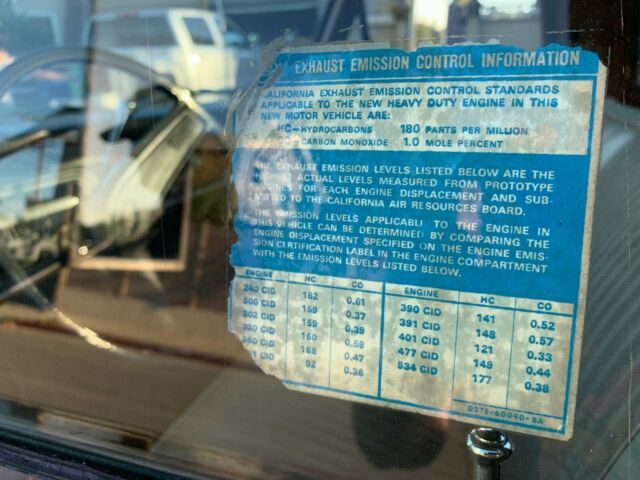 EXHAUST EMISSION CONTROL INFORMATION
CALIFORNIA EXHAUST EMISSION CONTROL STANDARDS
APPLICABLE TO THE NEW HEAVY DUTY ENGINE IN THIS
NEW MOTOR VEHICLE ARE:
HC-HYDROCARBONS 180 PARTS PER MILLION
CO-CARBON MONOXIDE - 1.0 MOLE PERCENT
THE EXHAUST EMISSION LEVELS LISTED BELOW ARE THE
HIGHEST ACTUAL LEVELS MEASURED FROM PROTOTYPE
ENGINES FOR EACH ENGINE DISPLACEMENT AND SUB-
MITTED TO THE CALIFORNIA AIR RESOURCES BOARD.
THE EMISSION LEVELS APPLICABLE TO THE ENGINE IN
THIS VEHICLE CAN BE DETERMINED BY COMPARING THE
ENGINE DISPLACEMENT SPECIFIED ON THE ENGINE EMIS-
SION CERTIFICATION LABEL IN THE ENGINE COMPARTMENT
WITH THE EMISSION LEVELS LISTED BELOW.
ENGINE HC CO ENGINE HC CO
240 CID 162 0.61 390 CID 141 0.52
300 CID 159 0.37 391 CID 148 0.57
302 CID 159 0.39 401 CID 121 0.33
330 CID 160 0.59 477 CID 149 0.44
360 CID 168 0.47 534 CID 177 0.38
1 CID 92 0.36
D2TE-6D090-BA